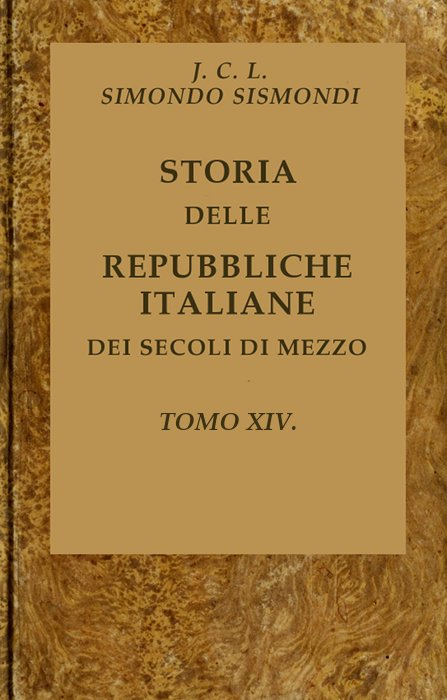 J. C. L.
SIMONDO SISMONDI
STORIA
DELLE
REPUBBLICHE
ITALIANE
DEI SECOLI DI MEZZO
TOMO XIV.